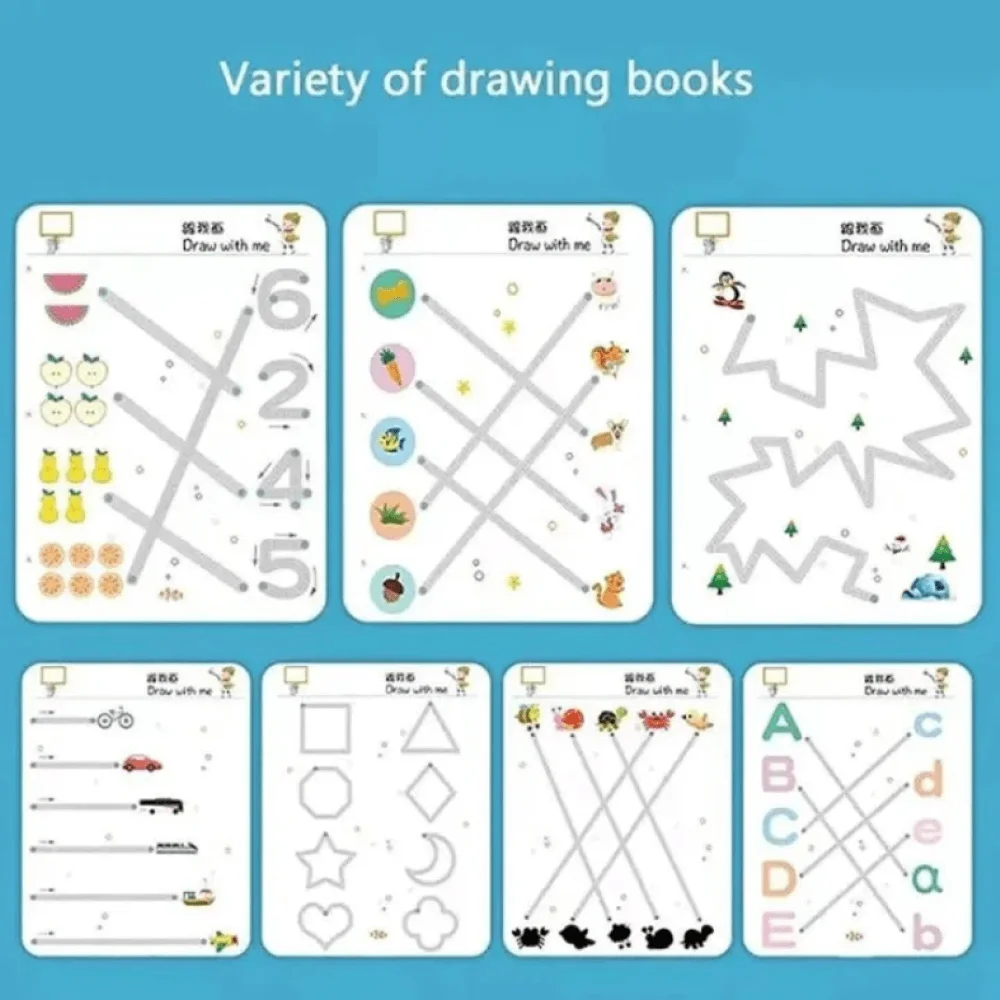 Variety of drawing books
跟我画
Draw with me
6
2
4
5
跟我画
Draw with me
跟我画
Draw with me
跟我画
Draw with me
跟我画
Draw with me
跟我画
Draw with me
跟我画
Draw with me
A c
B d
C e
D a
E b